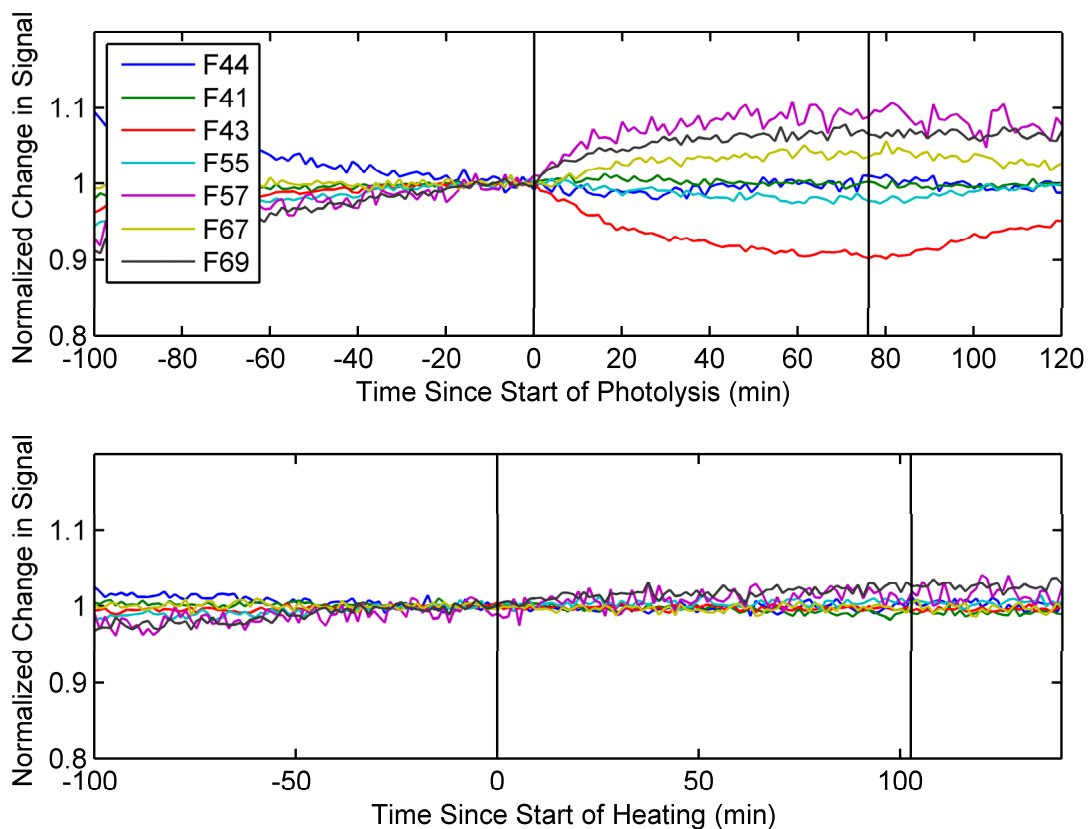 Normalized Change in Signal
1.1
1
0.9
0.8
F44
F41
F43
F55
F57
F67
F69
-100 -80 -60 -40 -20 0 20 40 60 80 100 120
Time Since Start of Photolysis (min)
Normalized Change in Signal
1.1
1
0.9
0.8
-100 -50 0 50 100
Time Since Start of Heating (min)